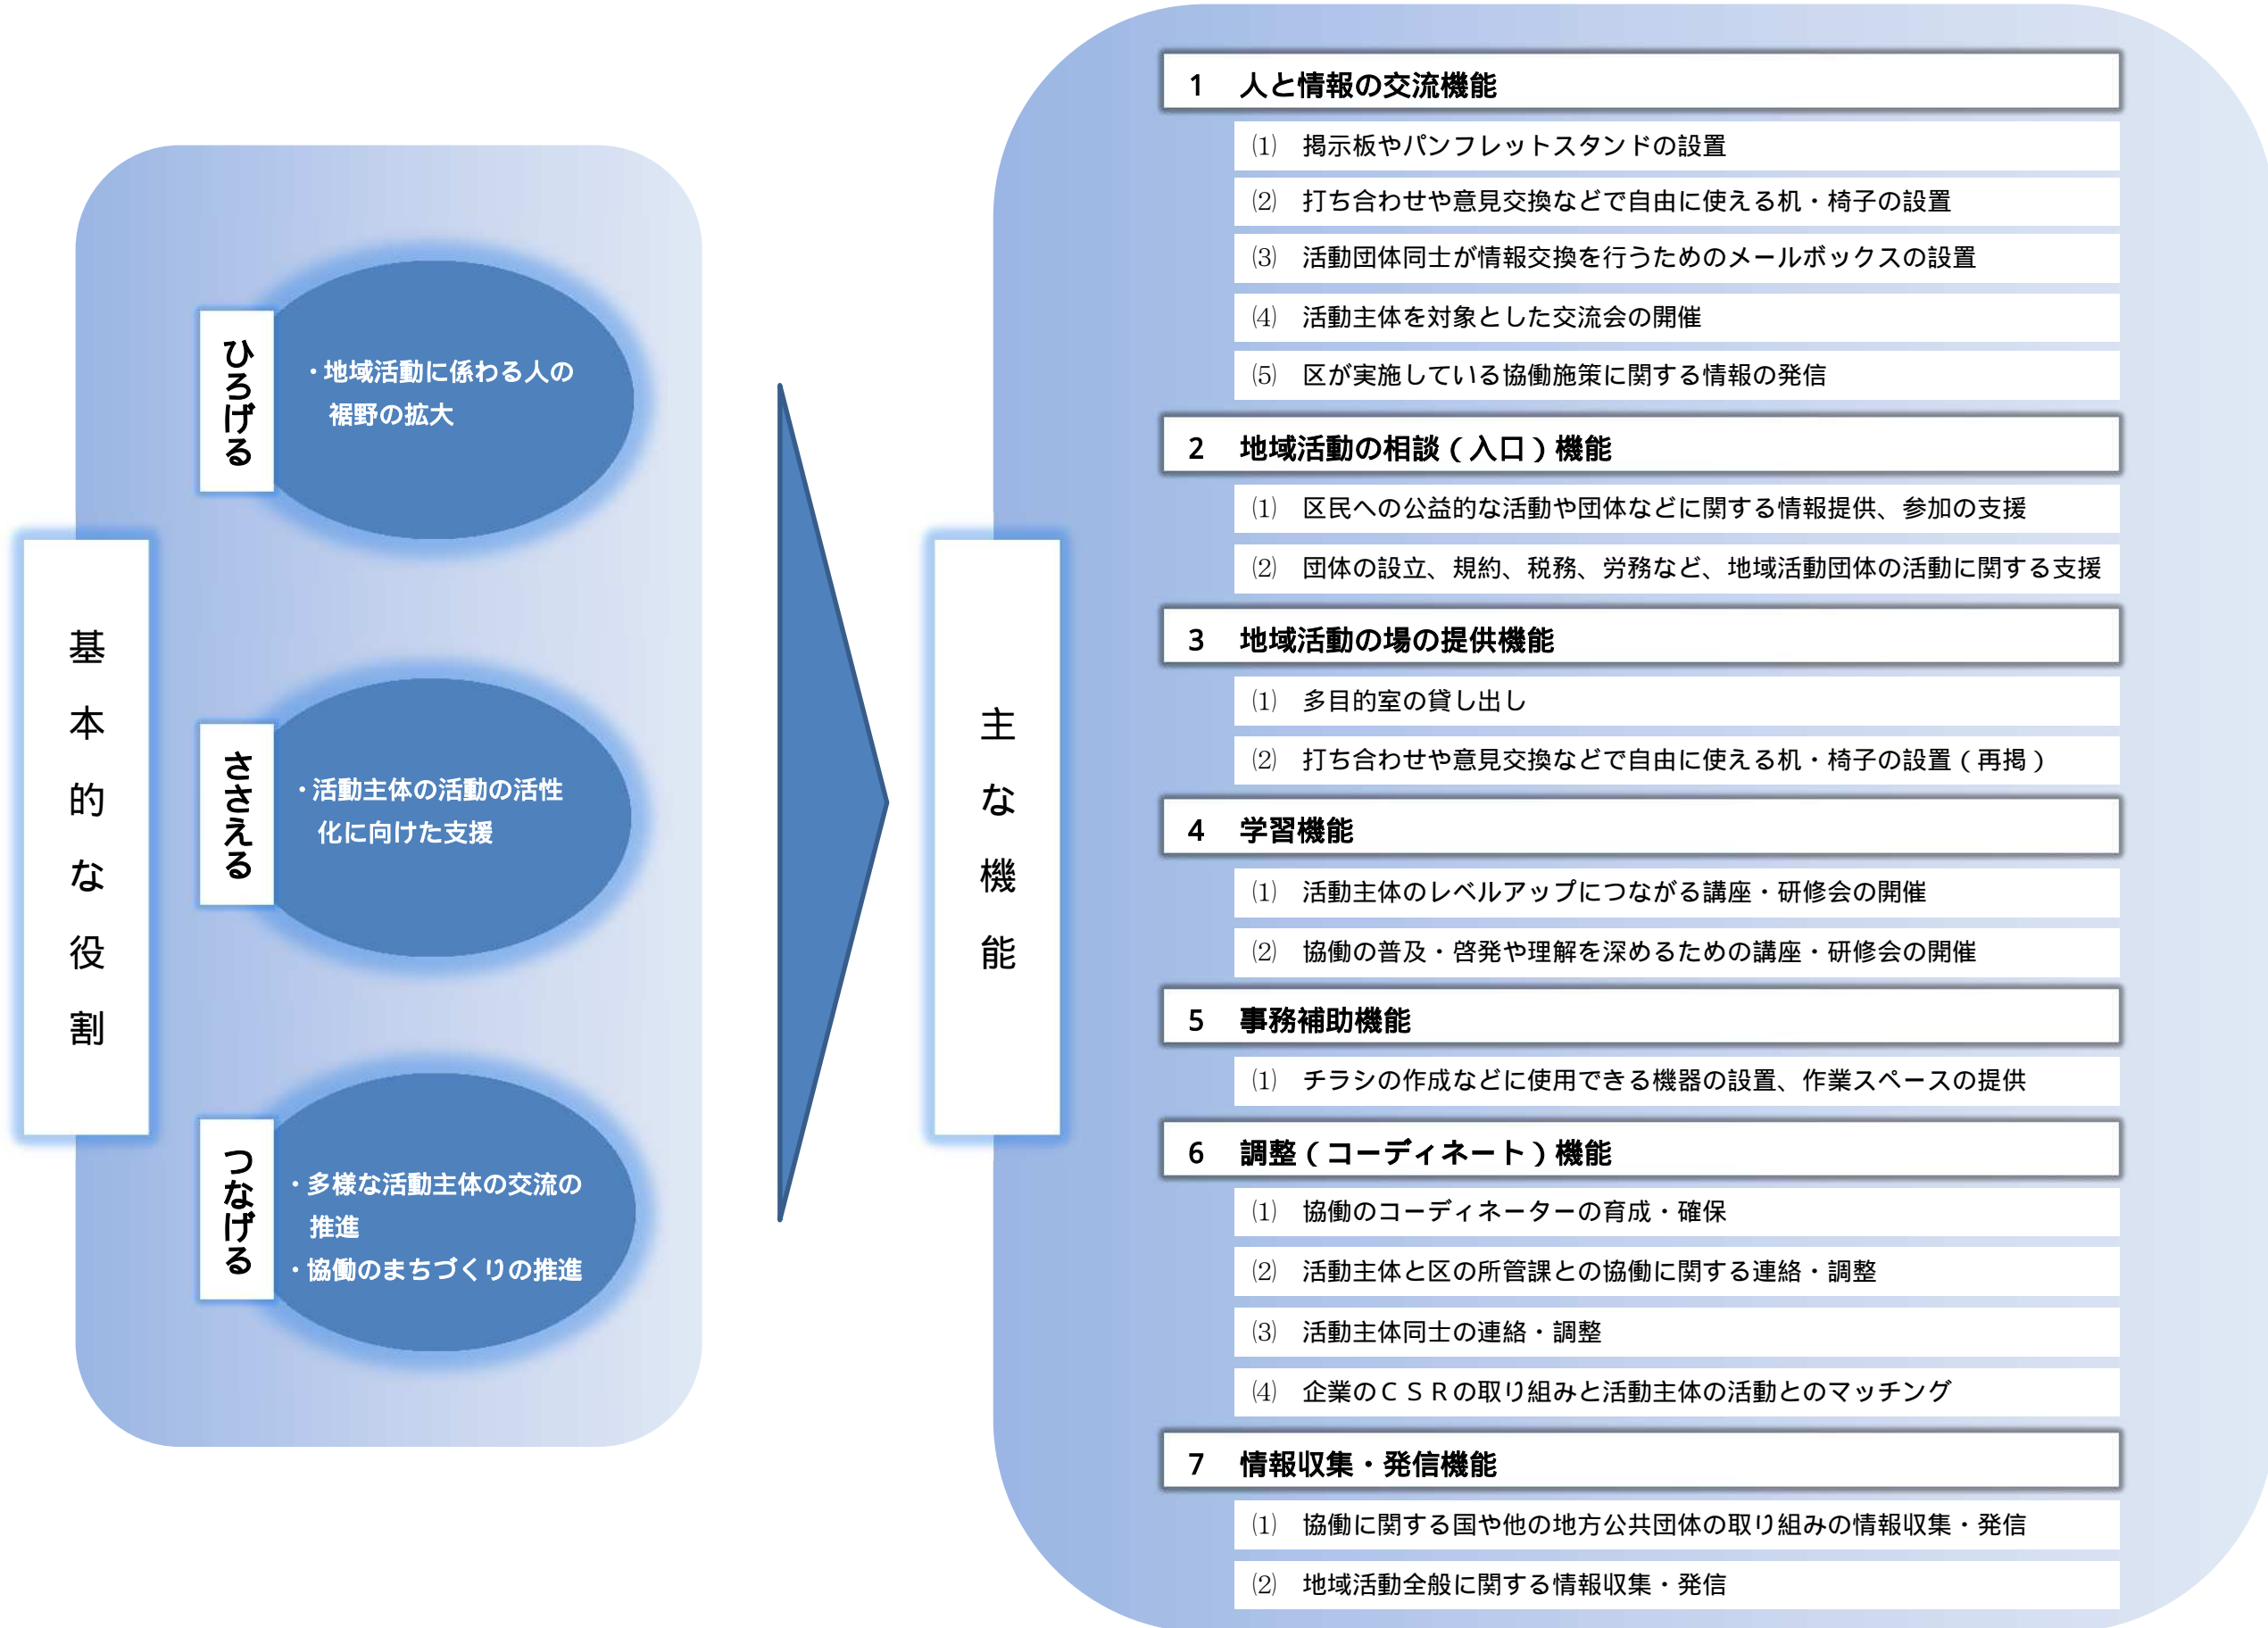 基本的な役割
ひろげる
・地域活動に係わる人の
裾野の拡大
ささえる
・活動主体の活動の活性
化に向けた支援
つなげる
・多様な活動主体の交流の
推進
・協働のまちづくりの推進
主な機能
1 人と情報の交流機能
⑴ 掲示板やパンフレットスタンドの設置
⑵ 打ち合わせや意見交換などで自由に使える机・椅子の設置
⑶ 活動団体同士が情報交換を行うためのメールボックスの設置
⑷ 活動主体を対象とした交流会の開催
⑸ 区が実施している協働施策に関する情報の発信
2 地域活動の相談（入口）機能
⑴ 区民への公益的な活動や団体などに関する情報提供、参加の支援
⑵ 団体の設立、規約、税務、労務など、地域活動団体の活動に関する支援
3 地域活動の場の提供機能
⑴ 多目的室の貸し出し
⑵ 打ち合わせや意見交換などで自由に使える机・椅子の設置（再掲）
4 学習機能
⑴ 活動主体のレベルアップにつながる講座・研修会の開催
⑵ 協働の普及・啓発や理解を深めるための講座・研修会の開催
5 事務補助機能
⑴ チラシの作成などに使用できる機器の設置、作業スペースの提供
6 調整（コーディネート）機能
⑴ 協働のコーディネーターの育成・確保
⑵ 活動主体と区の所管課との協働に関する連絡・調整
⑶ 活動主体同士の連絡・調整
⑷ 企業のＣＳＲの取り組みと活動主体の活動とのマッチング
7 情報収集・発信機能
⑴ 協働に関する国や他の地方公共団体の取り組みの情報収集・発信
⑵ 地域活動全般に関する情報収集・発信